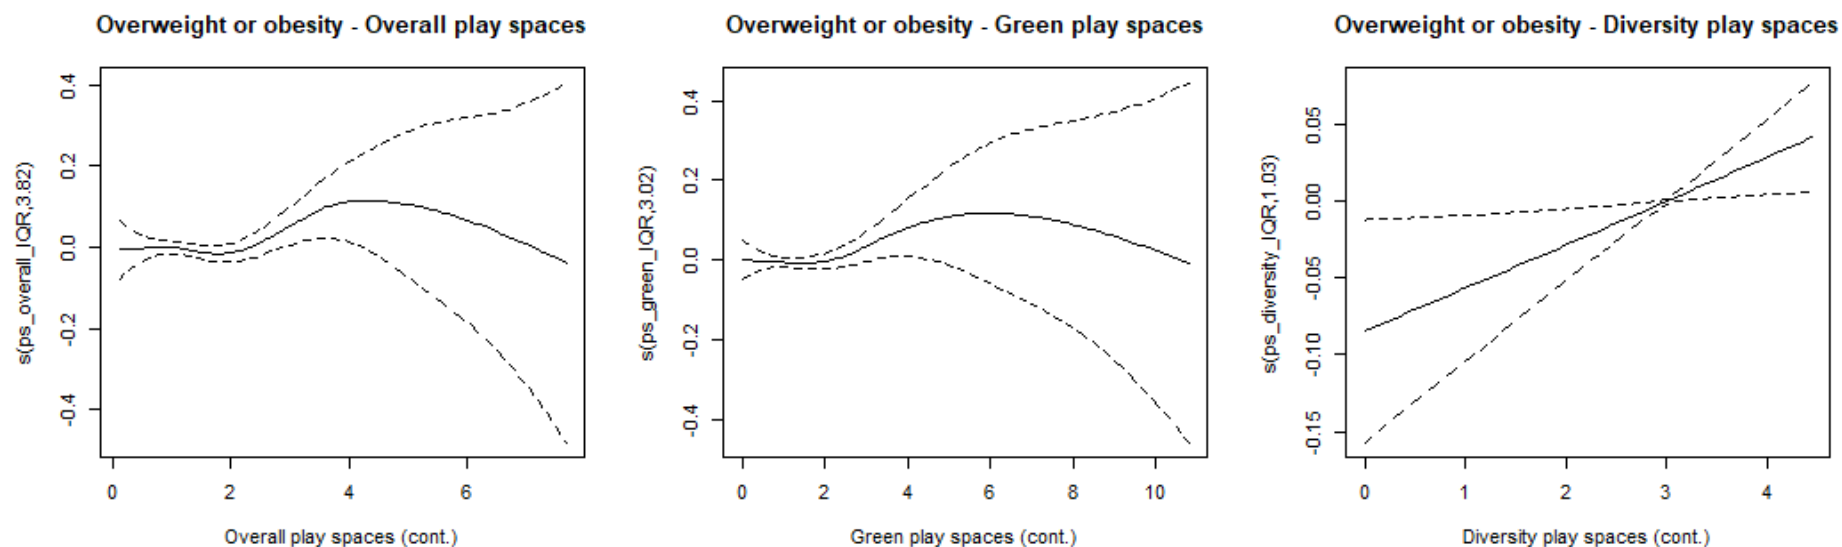 Overweight or obesity - Overall play spaces
s(ps_overall_IQR,3.82)
0.4
0.2
0.0
-0.2
-0.4
0 2 4 6
Overall play spaces (cont.)
Overweight or obesity - Green play spaces
s(ps_green_IQR,3.02)
0.4
0.2
0.0
-0.2
-0.4
0 2 4 6 8 10
Green play spaces (cont.)
Overweight or obesity - Diversity play spaces
s(ps_diversity_IQR,1.03)
0.05
0.00
-0.05
-0.10
-0.15
0 1 2 3 4
Diversity play spaces (cont.)